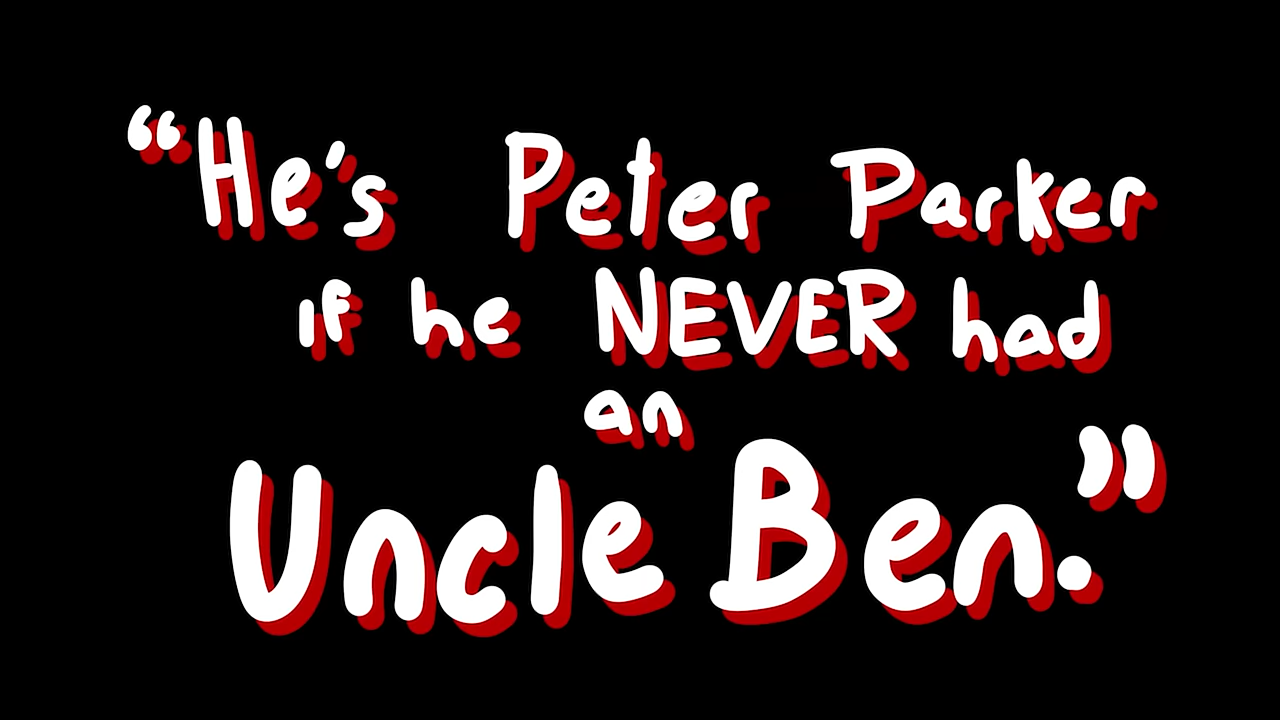 “He’s Peter Parker
if he NEVER had
an
Uncle Ben.”